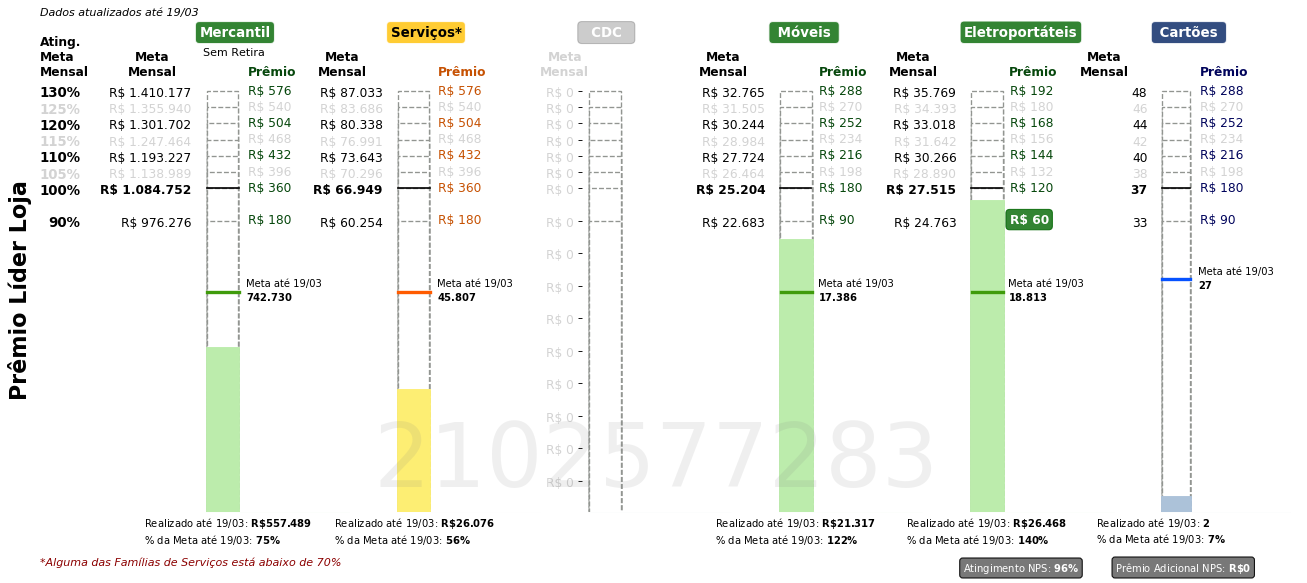 Dados atualizados até 19/03
Mercantil Serviços* CDC Móveis Eletroportáteis Cartões
Sem Retira
Ating. Meta Mensal
Meta Mensal Prêmio Meta Mensal Prêmio Meta Mensal Meta Mensal Prêmio Meta Mensal Prêmio Meta Mensal Prêmio
130% R$ 1.410.177 R$ 576 R$ 87.033 R$ 576 R$ 0 R$ 32.765 R$ 288 R$ 35.769 R$ 192 48 R$ 288
125% R$ 1.355.940 R$ 540 R$ 83.686 R$ 540 R$ 0 R$ 31.505 R$ 270 R$ 34.393 R$ 180 46 R$ 270
120% R$ 1.301.702 R$ 504 R$ 80.338 R$ 504 R$ 0 R$ 30.244 R$ 252 R$ 33.018 R$ 168 44 R$ 252
115% R$ 1.247.464 R$ 468 R$ 76.991 R$ 468 R$ 0 R$ 28.984 R$ 234 R$ 31.642 R$ 156 42 R$ 234
110% R$ 1.193.227 R$ 432 R$ 73.643 R$ 432 R$ 0 R$ 27.724 R$ 216 R$ 30.266 R$ 144 40 R$ 216
105% R$ 1.138.989 R$ 396 R$ 70.296 R$ 396 R$ 0 R$ 26.464 R$ 198 R$ 28.890 R$ 132 38 R$ 198
100% R$ 1.084.752 R$ 360 R$ 66.949 R$ 360 R$ 0 R$ 25.204 R$ 180 R$ 27.515 R$ 120 37 R$ 180
90% R$ 976.276 R$ 180 R$ 60.254 R$ 180 R$ 0 R$ 22.683 R$ 90 R$ 24.763 R$ 60 33 R$ 90
R$ 0
Meta até 19/03 Meta até 19/03 R$ 0 Meta até 19/03 Meta até 19/03 Meta até 19/03
742.730 45.807 17.386 18.813 27
R$ 0
R$ 0
R$ 0
R$ 0
R$ 0
R$ 0
R$ 0
Prêmio Líder Loja
2102577283
Realizado até 19/03: R$557.489 Realizado até 19/03: R$26.076 Realizado até 19/03: R$21.317 Realizado até 19/03: R$26.468 Realizado até 19/03: 2
% da Meta até 19/03: 75% % da Meta até 19/03: 56% % da Meta até 19/03: 122% % da Meta até 19/03: 140% % da Meta até 19/03: 7%
*Alguma das Famílias de Serviços está abaixo de 70%
Atingimento NPS: 96% Prêmio Adicional NPS: R$0